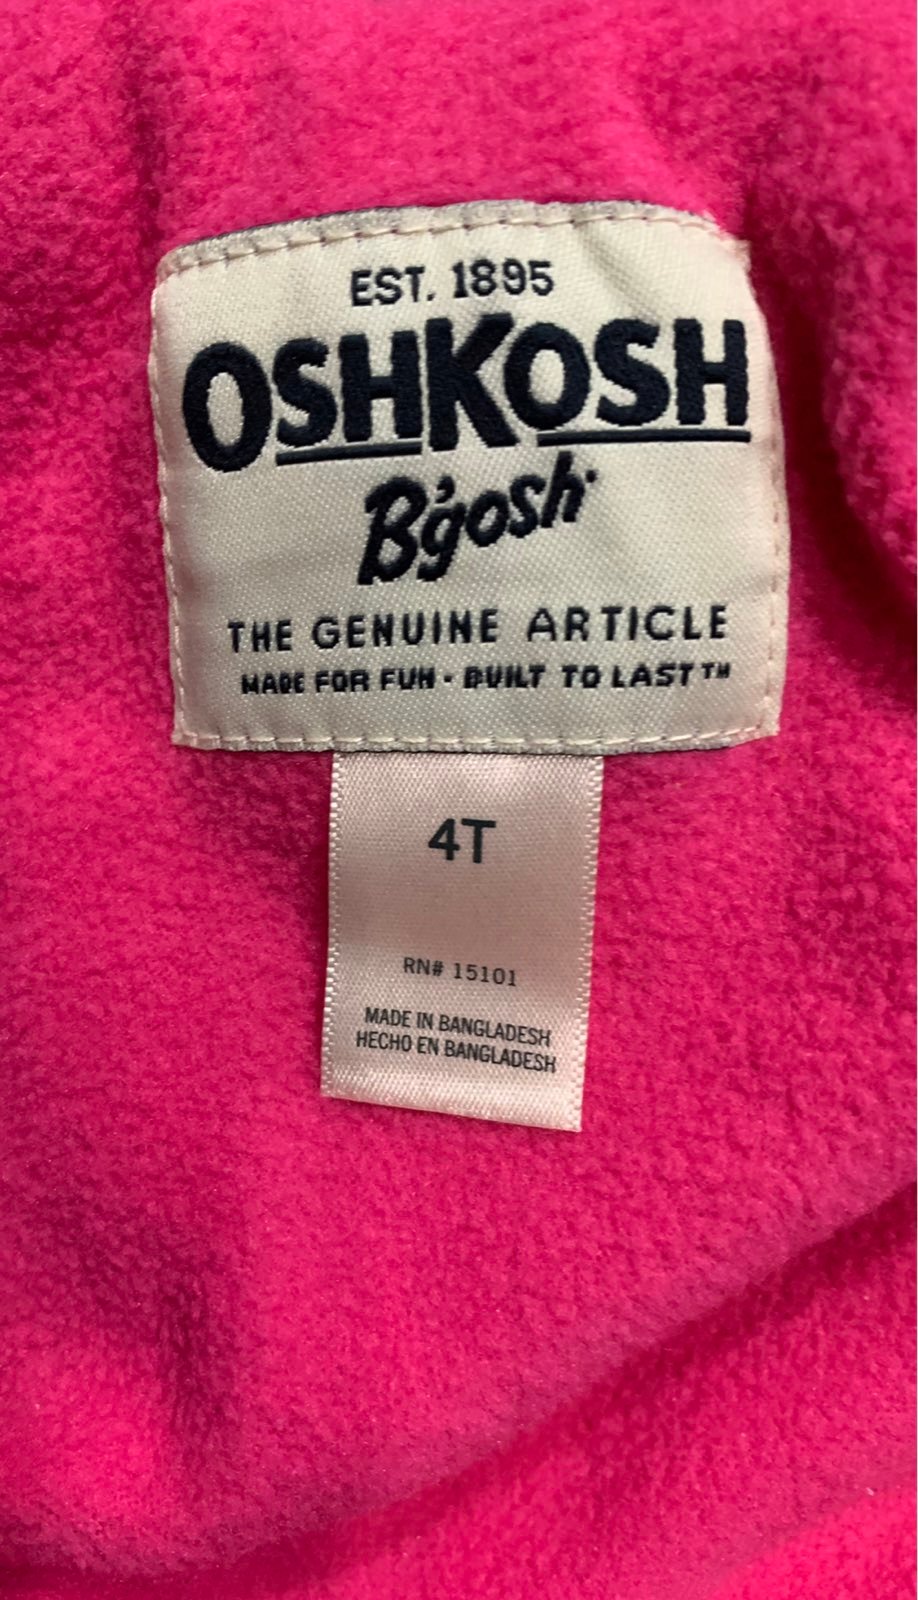 EST. 1895
OSHKOSH
B'gosh
THE GENUINE ARTICLE
MADE FOR FUN · BUILT TO LAST™
4T
RN# 15101
MADE IN BANGLADESH
HECHO EN BANGLADESH